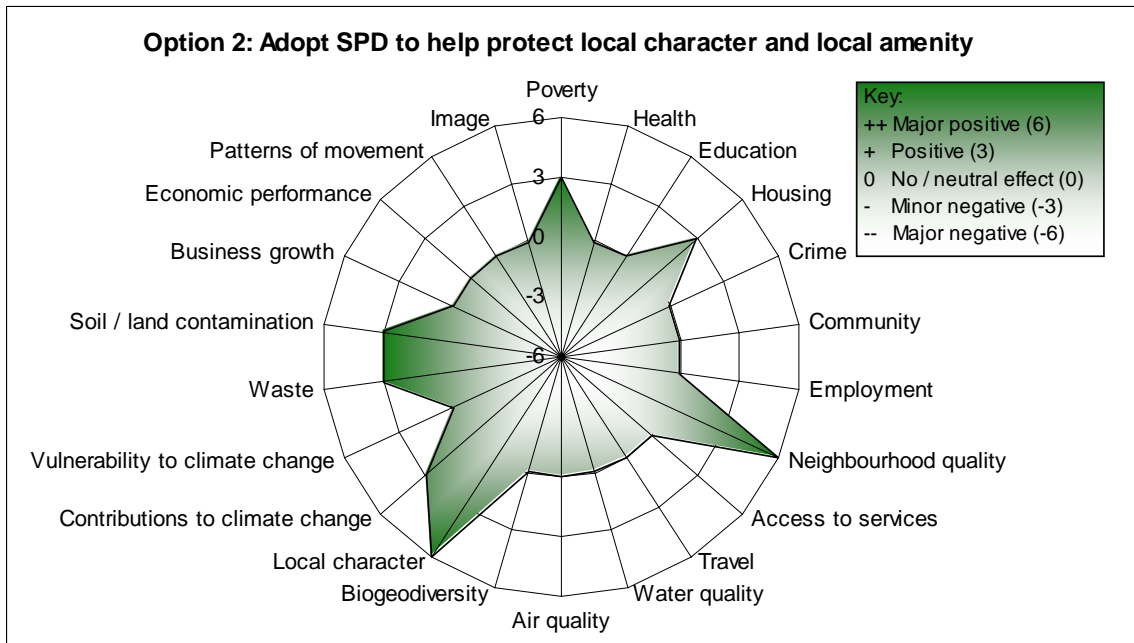 Option 2: Adopt SPD to help protect local character and local amenity
Key:
++ Major positive (6)
+ Positive (3)
0 No / neutral effect (0)
- Minor negative (-3)
-- Major negative (-6)
Poverty
Health
Education
Housing
Crime
Community
Employment
Neighbourhood quality
Access to services
Travel
Water quality
Air quality
Biogeodiversity
Local character
Contributions to climate change
Vulnerability to climate change
Waste
Soil / land contamination
Business growth
Economic performance
Patterns of movement
Image
6
3
0
-3
-6